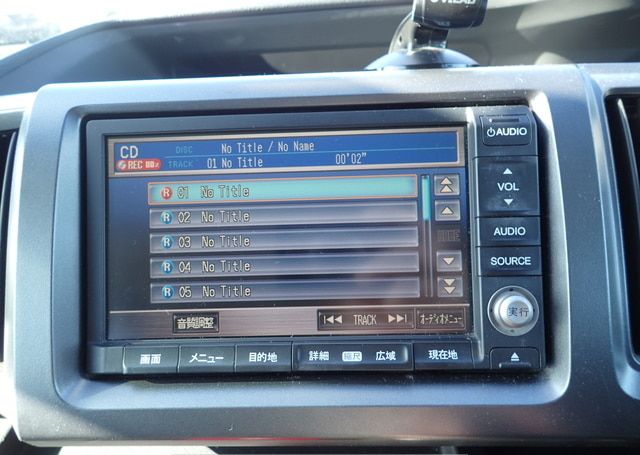 CD
DISC No Title / No Name
REC
TRACK 01 No Title 00'02"
R 01 No Title
R 02 No Title
R 03 No Title
R 04 No Title
R 05 No Title
音質調整
TRACK
オーディオメニュー
AUDIO
VOL
AUDIO
SOURCE
実行
画面
メニュー
目的地
詳細
縮尺
広域
現在地